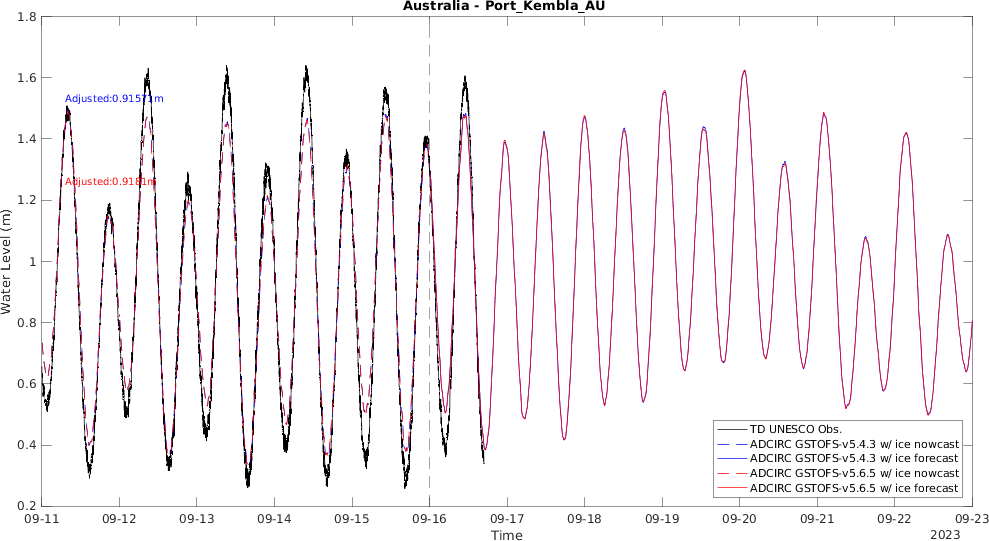 Australia - Port_Kembla_AU
1.8
1.6
1.4
1.2
1
0.8
0.6
0.4
0.2
Water Level (m)
Adjusted:0.91571m
Adjusted:0.9181m
TD UNESCO Obs.
ADCIRC GSTOFS-v5.4.3 w/ ice nowcast
ADCIRC GSTOFS-v5.4.3 w/ ice forecast
ADCIRC GSTOFS-v5.6.5 w/ ice nowcast
ADCIRC GSTOFS-v5.6.5 w/ ice forecast
09-11 09-12 09-13 09-14 09-15 09-16 09-17 09-18 09-19 09-20 09-21 09-22 09-23
Time
2023